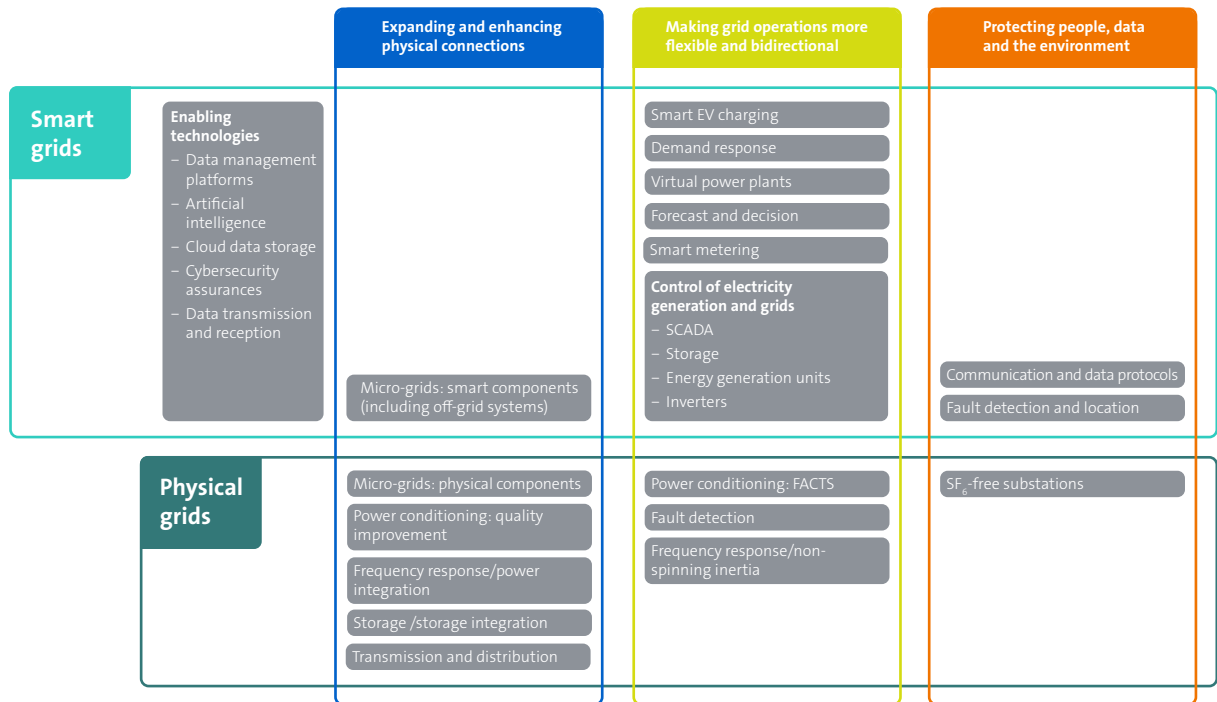 Expanding and enhancing
physical connections
Making grid operations more
flexible and bidirectional
Protecting people, data
and the environment
Smart
grids
Enabling
technologies
– Data management
platforms
– Artificial
intelligence
– Cloud data storage
– Cybersecurity
assurances
– Data transmission
and reception
Micro-grids: smart components
(including off-grid systems)
Smart EV charging
Demand response
Virtual power plants
Forecast and decision
Smart metering
Control of electricity
generation and grids
– SCADA
– Storage
– Energy generation units
– Inverters
Communication and data protocols
Fault detection and location
Physical
grids
Micro-grids: physical components
Power conditioning: quality
improvement
Frequency response/power
integration
Storage /storage integration
Transmission and distribution
Power conditioning: FACTS
Fault detection
Frequency response/non-
spinning inertia
SF₆-free substations